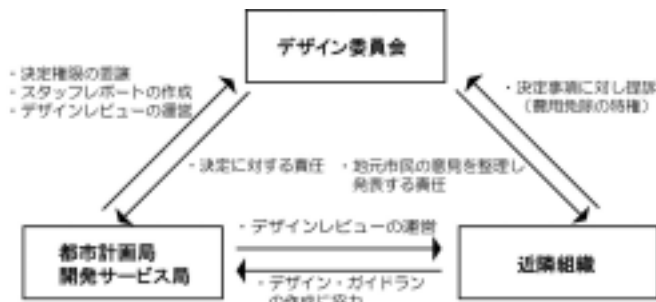 デザイン委員会
・決定権限の委譲
・スタッフレポートの作成
・デザインレビューの運営
・決定事項に対し提訴
（費用免除の特権）
・決定に対する責任
・地元市民の意見を整理し
発表する責任
都市計画局
開発サービス局
・デザインレビューの運営
近隣組織
・デザイン・ガイドラン
の作成に協力